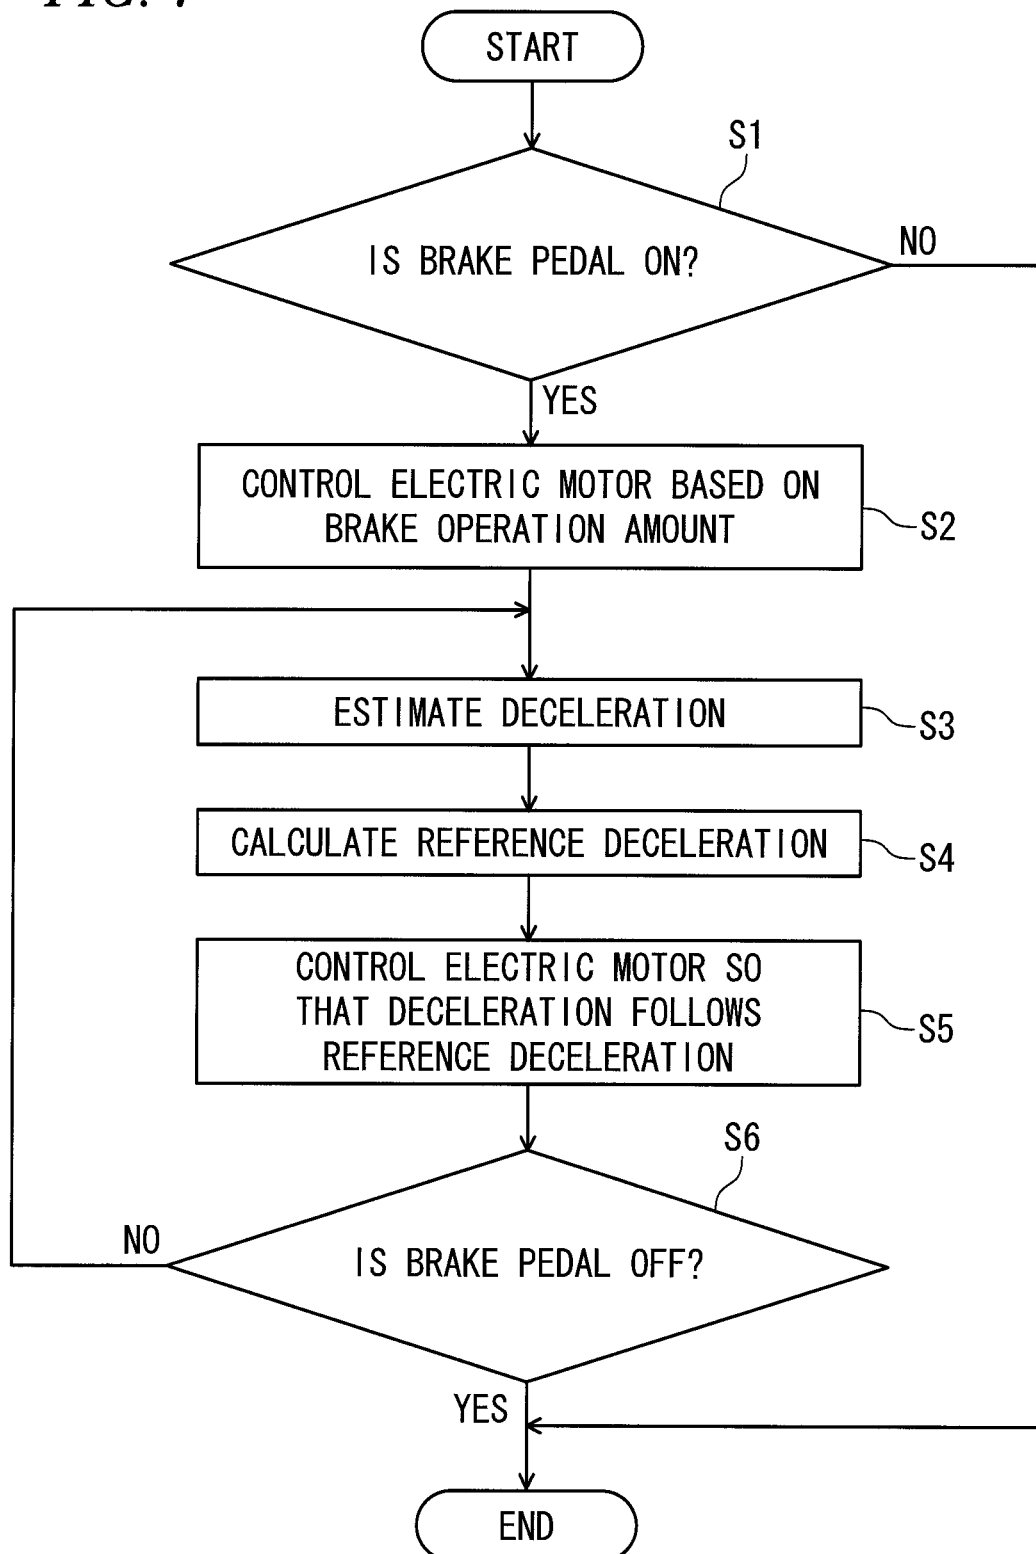 START
S1
IS BRAKE PEDAL ON?
NO
YES
CONTROL ELECTRIC MOTOR BASED ON
BRAKE OPERATION AMOUNT
S2
ESTIMATE DECELERATION
S3
CALCULATE REFERENCE DECELERATION
S4
CONTROL ELECTRIC MOTOR SO
THAT DECELERATION FOLLOWS
REFERENCE DECELERATION
S5
S6
NO
IS BRAKE PEDAL OFF?
YES
END